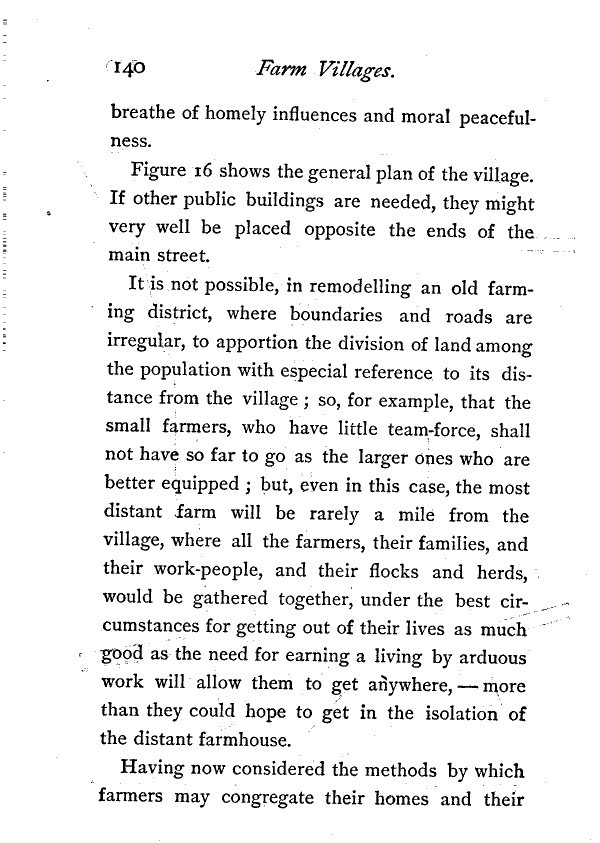 140 Farm Villages.
breathe of homely influences and moral peaceful-
ness.
Figure 16 shows the general plan of the village.
If other public buildings are needed, they might
very well be placed opposite the ends of the
main street.
It is not possible, in remodelling an old farm-
ing district, where boundaries and roads are
irregular, to apportion the division of land among
the population with especial reference to its dis-
tance from the village ; so, for example, that the
small farmers, who have little team-force, shall
not have so far to go as the larger ones who are
better equipped ; but, even in this case, the most
distant farm will be rarely a mile from the
village, where all the farmers, their families, and
their work-people, and their flocks and herds,
would be gathered together, under the best cir-
cumstances for getting out of their lives as much
good as the need for earning a living by arduous
work will allow them to get anywhere, — more
than they could hope to get in the isolation of
the distant farmhouse.
Having now considered the methods by which
farmers may congregate their homes and their